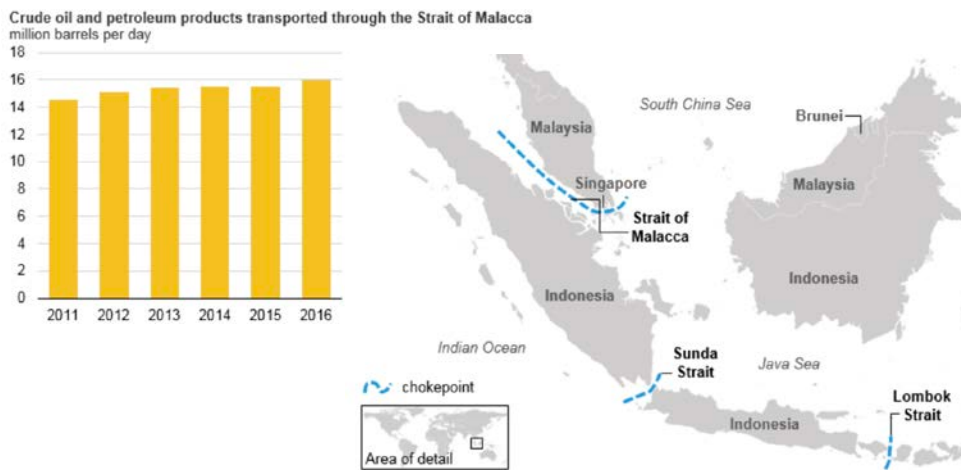 Crude oil and petroleum products transported through the Strait of Malacca
million barrels per day
18
16
14
12
10
8
6
4
2
0
2011 2012 2013 2014 2015 2016
South China Sea
Malaysia
Brunei
Singapore
Malaysia
Strait of
Malacca
Indonesia
Indonesia
Indian Ocean
Sunda
Strait
Java Sea
Lombok
Strait
chokepoint
Indonesia
Area of detail